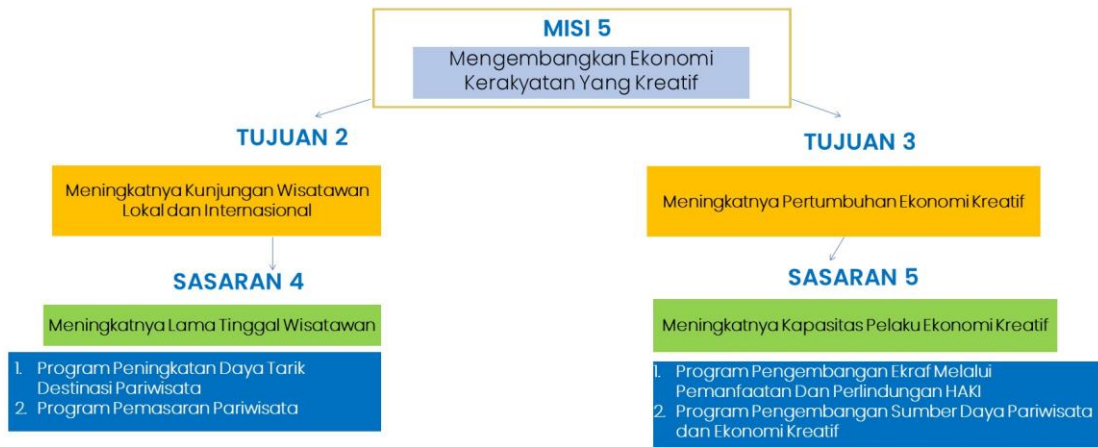 MISI 5
Mengembangkan Ekonomi
Kerakyatan Yang Kreatif
TUJUAN 2
Meningkatnya Kunjungan Wisatawan
Lokal dan Internasional
SASARAN 4
Meningkatnya Lama Tinggal Wisatawan
1. Program Peningkatan Daya Tarik
Destinasi Pariwisata
2. Program Pemasaran Pariwisata
TUJUAN 3
Meningkatnya Pertumbuhan Ekonomi Kreatif
SASARAN 5
Meningkatnya Kapasitas Pelaku Ekonomi Kreatif
1. Program Pengembangan Ekraf Melalui
Pemanfaatan Dan Perlindungan HAKI
2. Program Pengembangan Sumber Daya Pariwisata
dan Ekonomi Kreatif